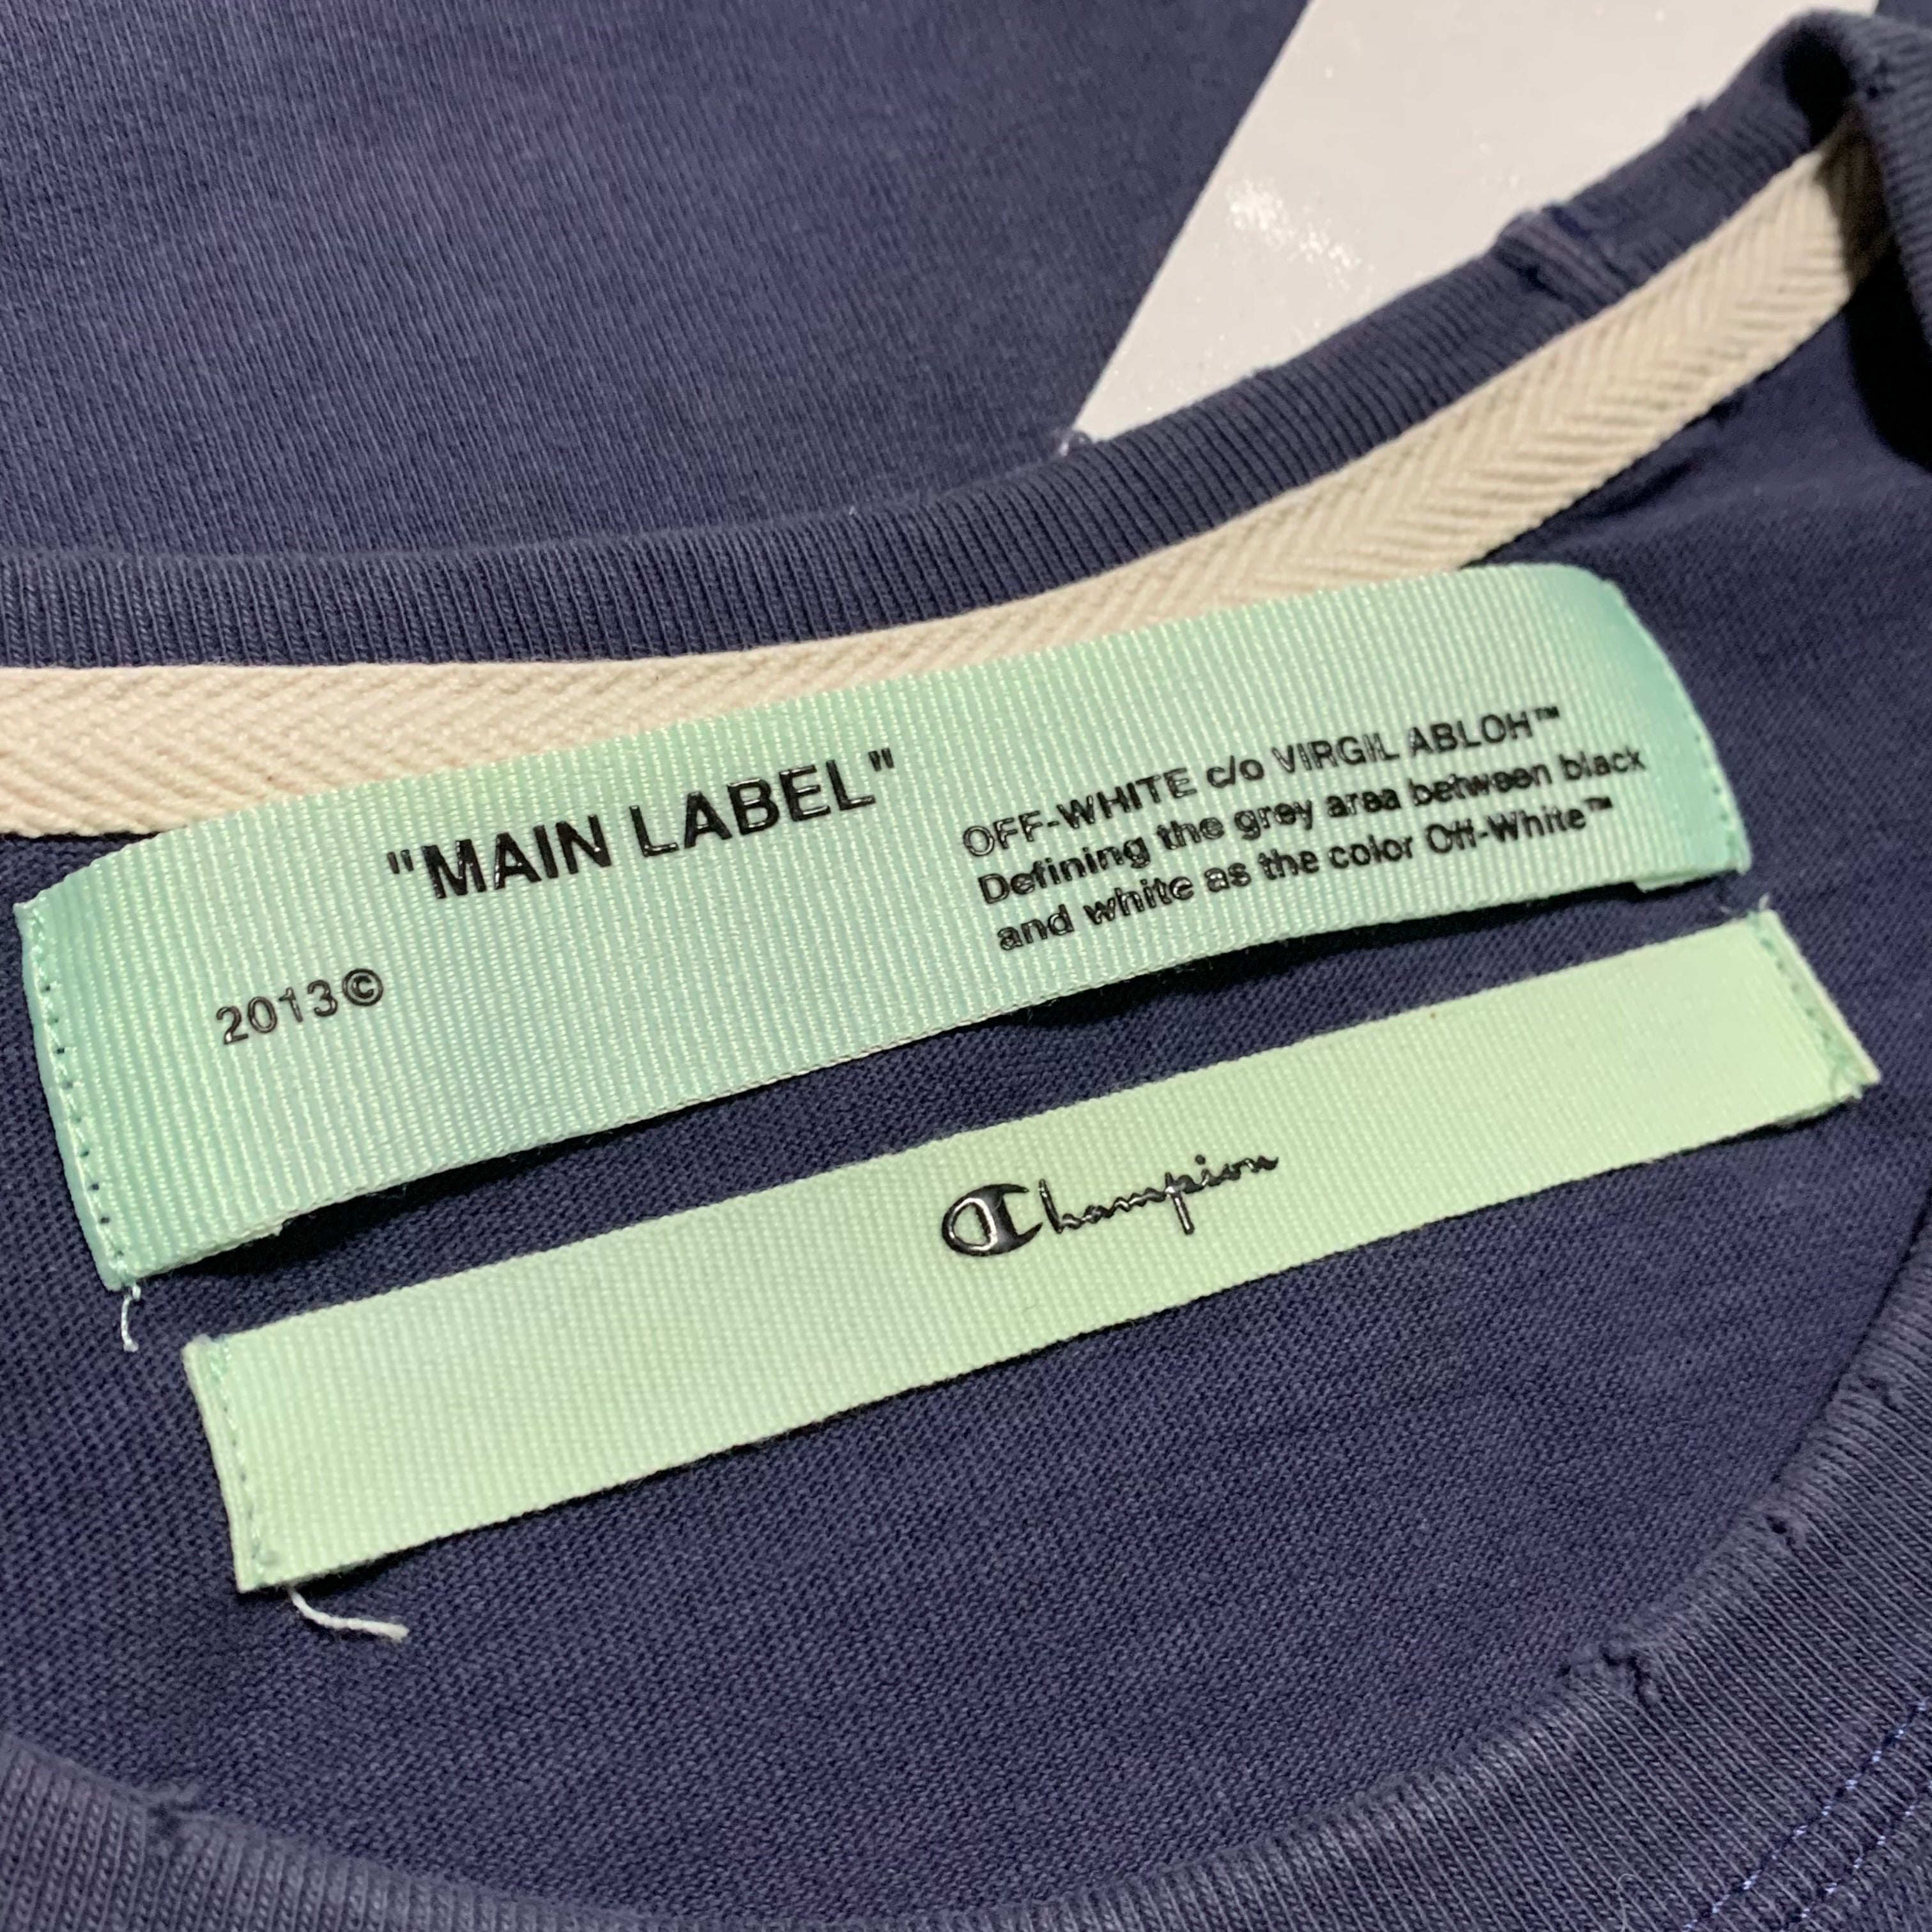 "MAIN LABEL"
2013©
OFF-WHITE c/o VIRGIL ABLOH™
Defining the grey area between black
and white as the color Off-White™
Champion